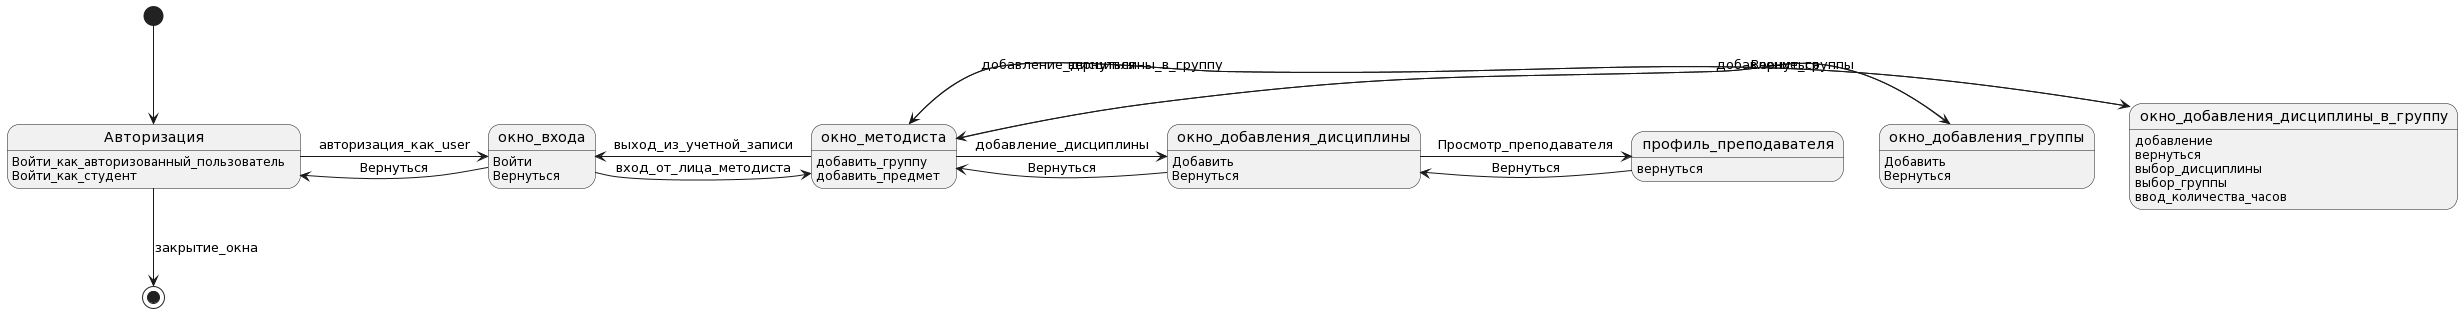 добавление_дисциплины_в_группу
вернуться
добавление_группы
Вернуться
Авторизация
Войти_как_авторизованный_пользователь
Войти_как_студент
авторизация_как_user
Вернуться
окно_входа
Войти
Вернуться
выход_из_учетной_записи
вход_от_лица_методиста
окно_методиста
добавить_группу
добавить_предмет
добавление_дисциплины
Вернуться
окно_добавления_дисциплины
Добавить
Вернуться
Просмотр_преподавателя
Вернуться
профиль_преподавателя
вернуться
окно_добавления_группы
Добавить
Вернуться
окно_добавления_дисциплины_в_группу
добавление
вернуться
выбор_дисциплины
выбор_группы
ввод_количества_часов
закрытие_окна